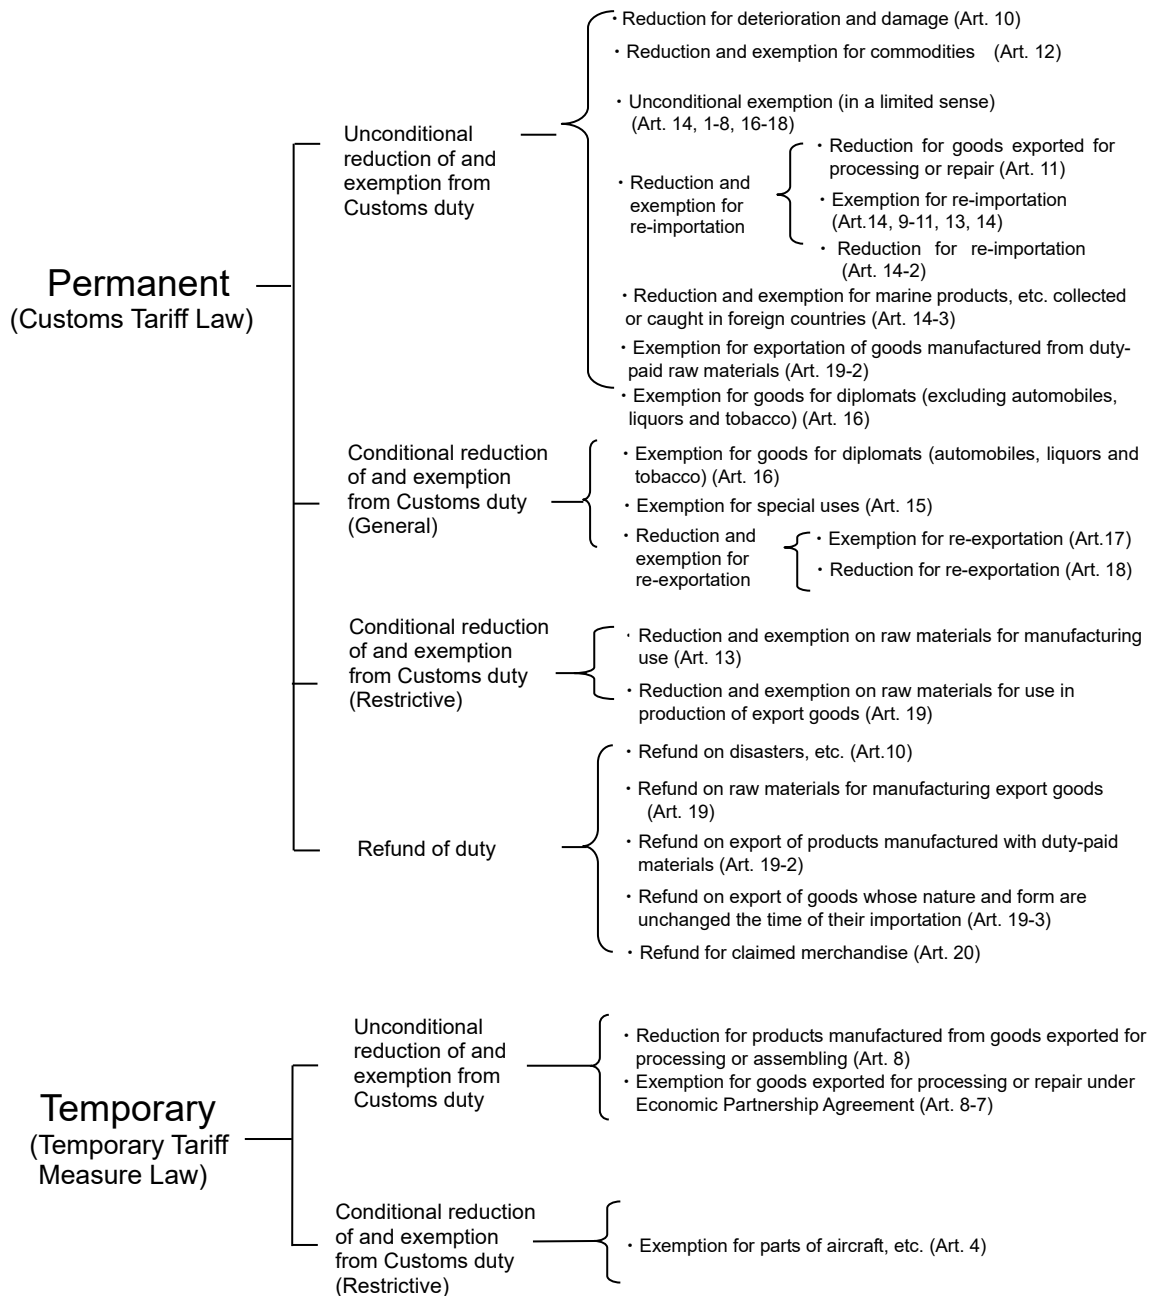 Permanent
(Customs Tariff Law)
Unconditional
reduction of and
exemption from
Customs duty
・Reduction for deterioration and damage (Art. 10)
・Reduction and exemption for commodities (Art. 12)
・Unconditional exemption (in a limited sense)
(Art. 14, 1-8, 16-18)
・Reduction and
exemption for
re-importation
・Reduction for goods exported for
processing or repair (Art. 11)
・Exemption for re-importation
(Art.14, 9-11, 13, 14)
・Reduction for re-importation
(Art. 14-2)
・Reduction and exemption for marine products, etc. collected
or caught in foreign countries (Art. 14-3)
・Exemption for exportation of goods manufactured from duty-
paid raw materials (Art. 19-2)
・Exemption for goods for diplomats (excluding automobiles,
liquors and tobacco) (Art. 16)
Conditional reduction
of and exemption
from Customs duty
(General)
・Exemption for goods for diplomats (automobiles, liquors and
tobacco) (Art. 16)
・Exemption for special uses (Art. 15)
・Reduction and
exemption for
re-exportation
・Exemption for re-exportation (Art.17)
・Reduction for re-exportation (Art. 18)
Conditional reduction
of and exemption
from Customs duty
(Restrictive)
・Reduction and exemption on raw materials for manufacturing
use (Art. 13)
・Reduction and exemption on raw materials for use in
production of export goods (Art. 19)
Refund of duty
・Refund on disasters, etc. (Art.10)
・Refund on raw materials for manufacturing export goods
(Art. 19)
・Refund on export of products manufactured with duty-paid
materials (Art. 19-2)
・Refund on export of goods whose nature and form are
unchanged the time of their importation (Art. 19-3)
・Refund for claimed merchandise (Art. 20)
Temporary
(Temporary Tariff
Measure Law)
Unconditional
reduction of and
exemption from
Customs duty
・Reduction for products manufactured from goods exported for
processing or assembling (Art. 8)
・Exemption for goods exported for processing or repair under
Economic Partnership Agreement (Art. 8-7)
Conditional reduction
of and exemption
from Customs duty
(Restrictive)
・Exemption for parts of aircraft, etc. (Art. 4)